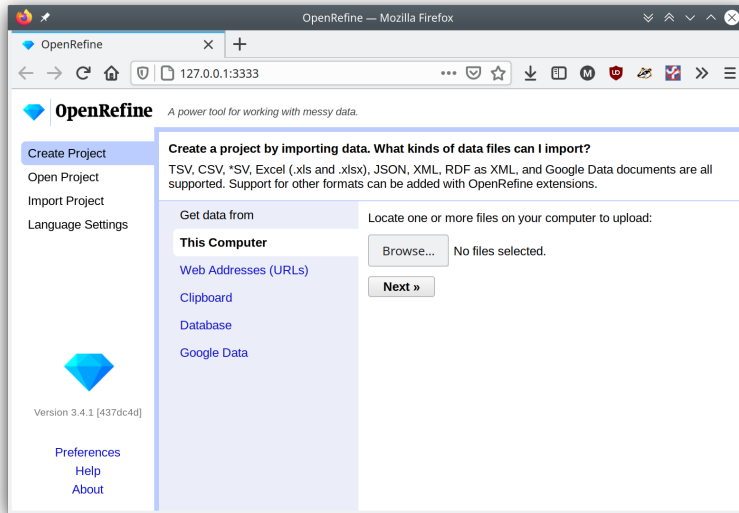 OpenRefine — Mozilla Firefox
OpenRefine
127.0.0.1:3333
OpenRefine
A power tool for working with messy data.
Create Project
Open Project
Import Project
Language Settings
Create a project by importing data. What kinds of data files can I import?
TSV, CSV, *SV, Excel (.xls and .xlsx), JSON, XML, RDF as XML, and Google Data documents are all
supported. Support for other formats can be added with OpenRefine extensions.
Get data from
This Computer
Web Addresses (URLs)
Clipboard
Database
Google Data
Locate one or more files on your computer to upload:
Browse... No files selected.
Next »
Version 3.4.1 [437dc4d]
Preferences
Help
About